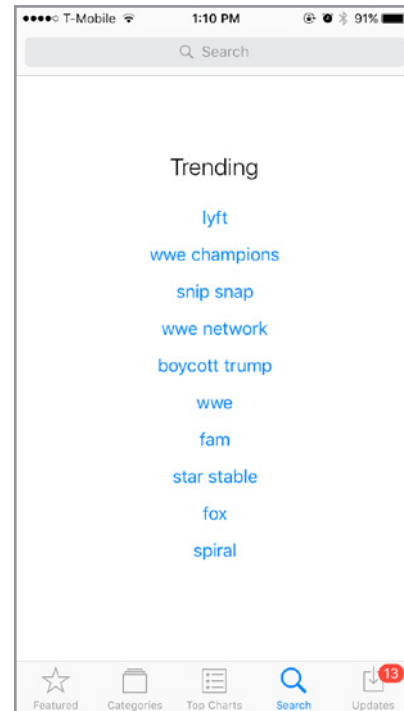 T-Mobile 1:10 PM 91%
Search
Trending
lyft
wwe champions
snip snap
wwe network
boycott trump
wwe
fam
star stable
fox
spiral
13
Featured Categories Top Charts Search Updates